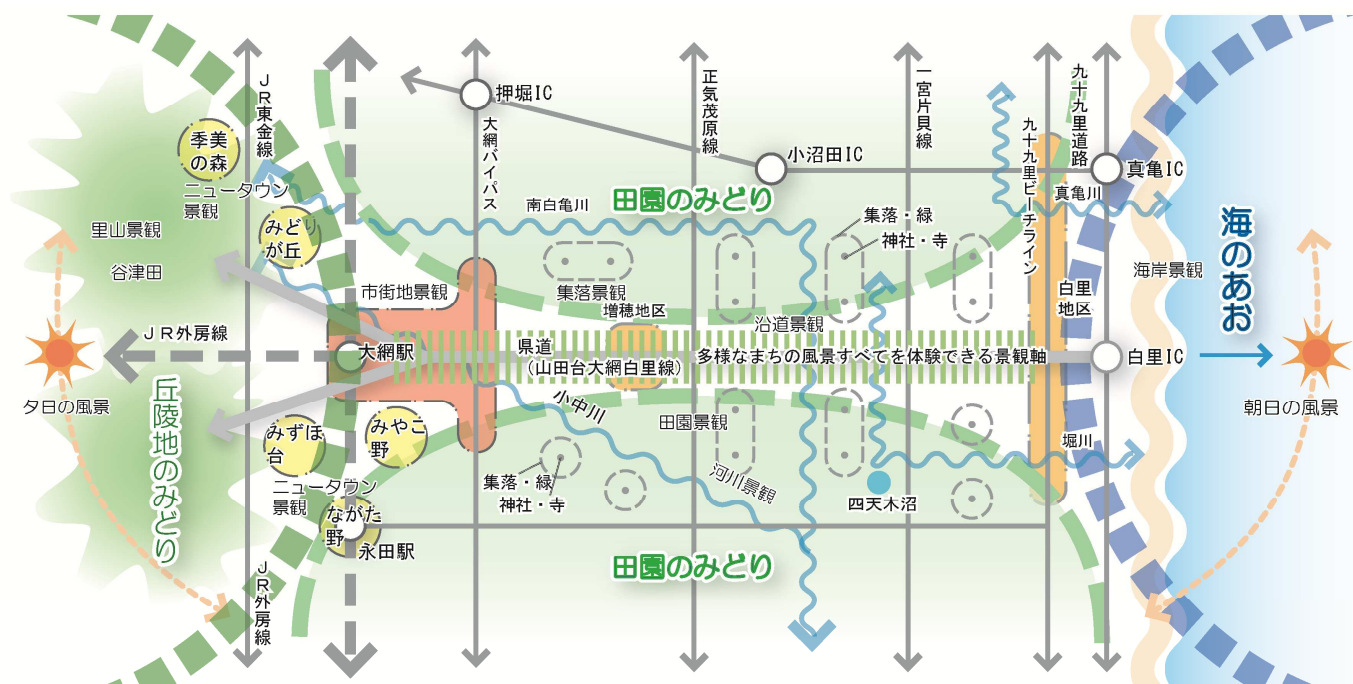 JR東金線
季美
の森
ニュータウン
景観
里山景観
みどり
が丘
谷津田
JR外房線
夕日の風景
丘陵地のみどり
みずほ
台
みやこ
野
ニュータウン
景観
ながた
野
永田駅
JR外房線
押堀IC
大網バイパス
正気茂原線
小沼田IC
一宮片貝線
九十九里ビーチライン
九十九里道路
真亀IC
真亀川
南白亀川
田園のみどり
集落・緑
神社・寺
市街地景観
集落景観
増穂地区
沿道景観
白里
地区
海岸景観
海のあお
大網駅
県道
(山田台大網白里線)
多様なまちの風景すべてを体験できる景観軸
白里IC
朝日の風景
小中川
田園景観
堀川
集落・緑
神社・寺
河川景観
四天木沼
田園のみどり